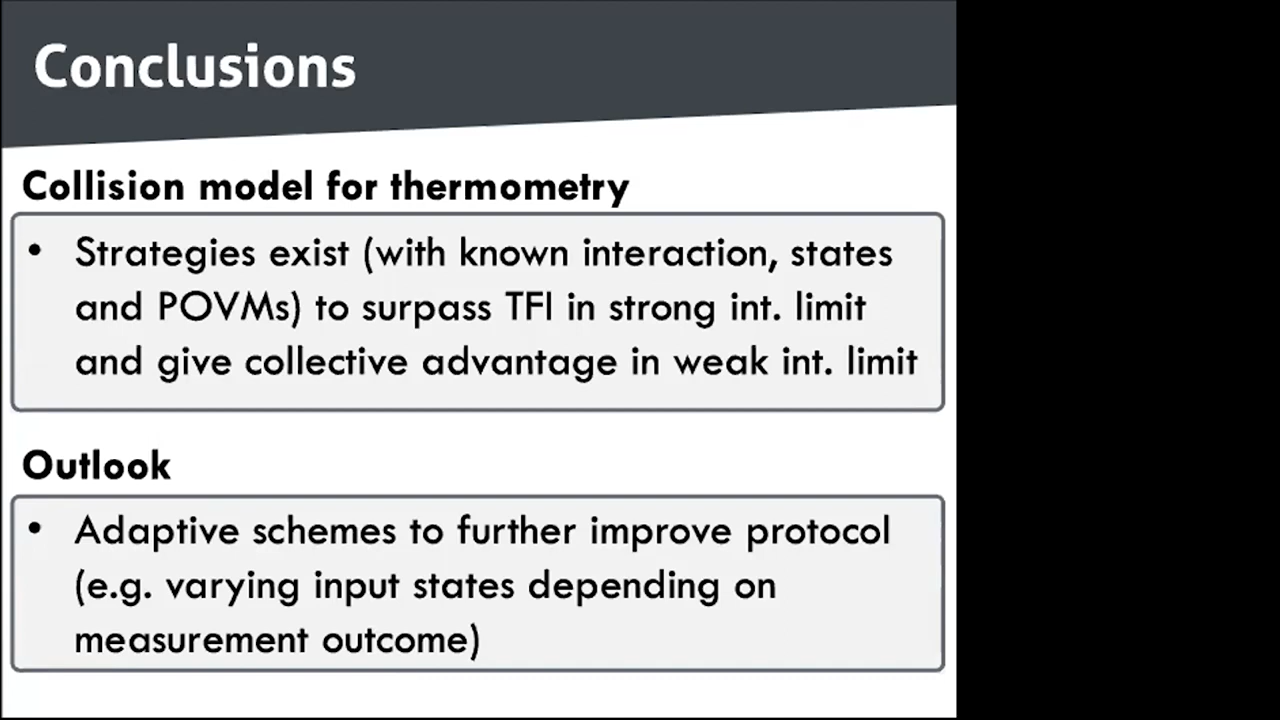 Conclusions
Collision model for thermometry
• Strategies exist (with known interaction, states
and POVMs) to surpass TFI in strong int. limit
and give collective advantage in weak int. limit
Outlook
• Adaptive schemes to further improve protocol
(e.g. varying input states depending on
measurement outcome)